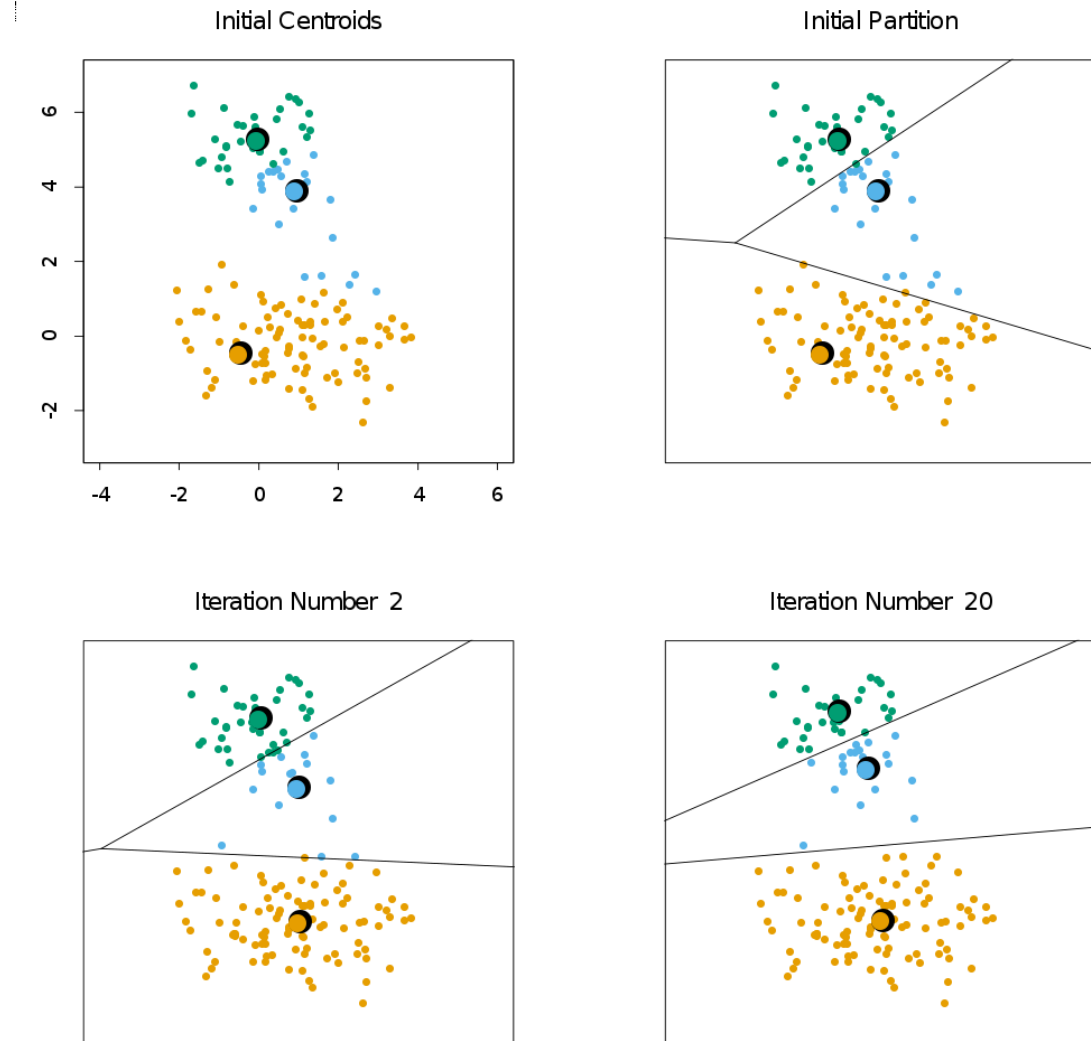 Initial Centroids
Initial Partition
6
4
2
0
-2
-4 -2 0 2 4 6
Iteration Number 2
Iteration Number 20